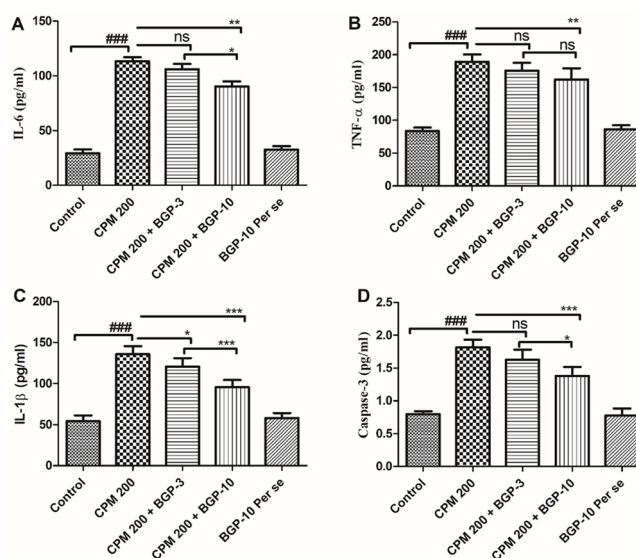 A
IL-6 (pg/ml)
150
100
50
0
###
**
ns
*
Control
CPM 200
CPM 200 + BGP-3
CPM 200 + BGP-10
BGP-10 Per se
B
TNF-α (pg/ml)
250
200
150
100
50
0
###
**
ns
ns
Control
CPM 200
CPM 200 + BGP-3
CPM 200 + BGP-10
BGP-10 Per se
C
IL-1β (pg/ml)
200
150
100
50
0
###
***
*
***
Control
CPM 200
CPM 200 + BGP-3
CPM 200 + BGP-10
BGP-10 Per se
D
Caspase-3 (pg/ml)
2.5
2.0
1.5
1.0
0.5
0.0
###
***
ns
*
Control
CPM 200
CPM 200 + BGP-3
CPM 200 + BGP-10
BGP-10 Per se